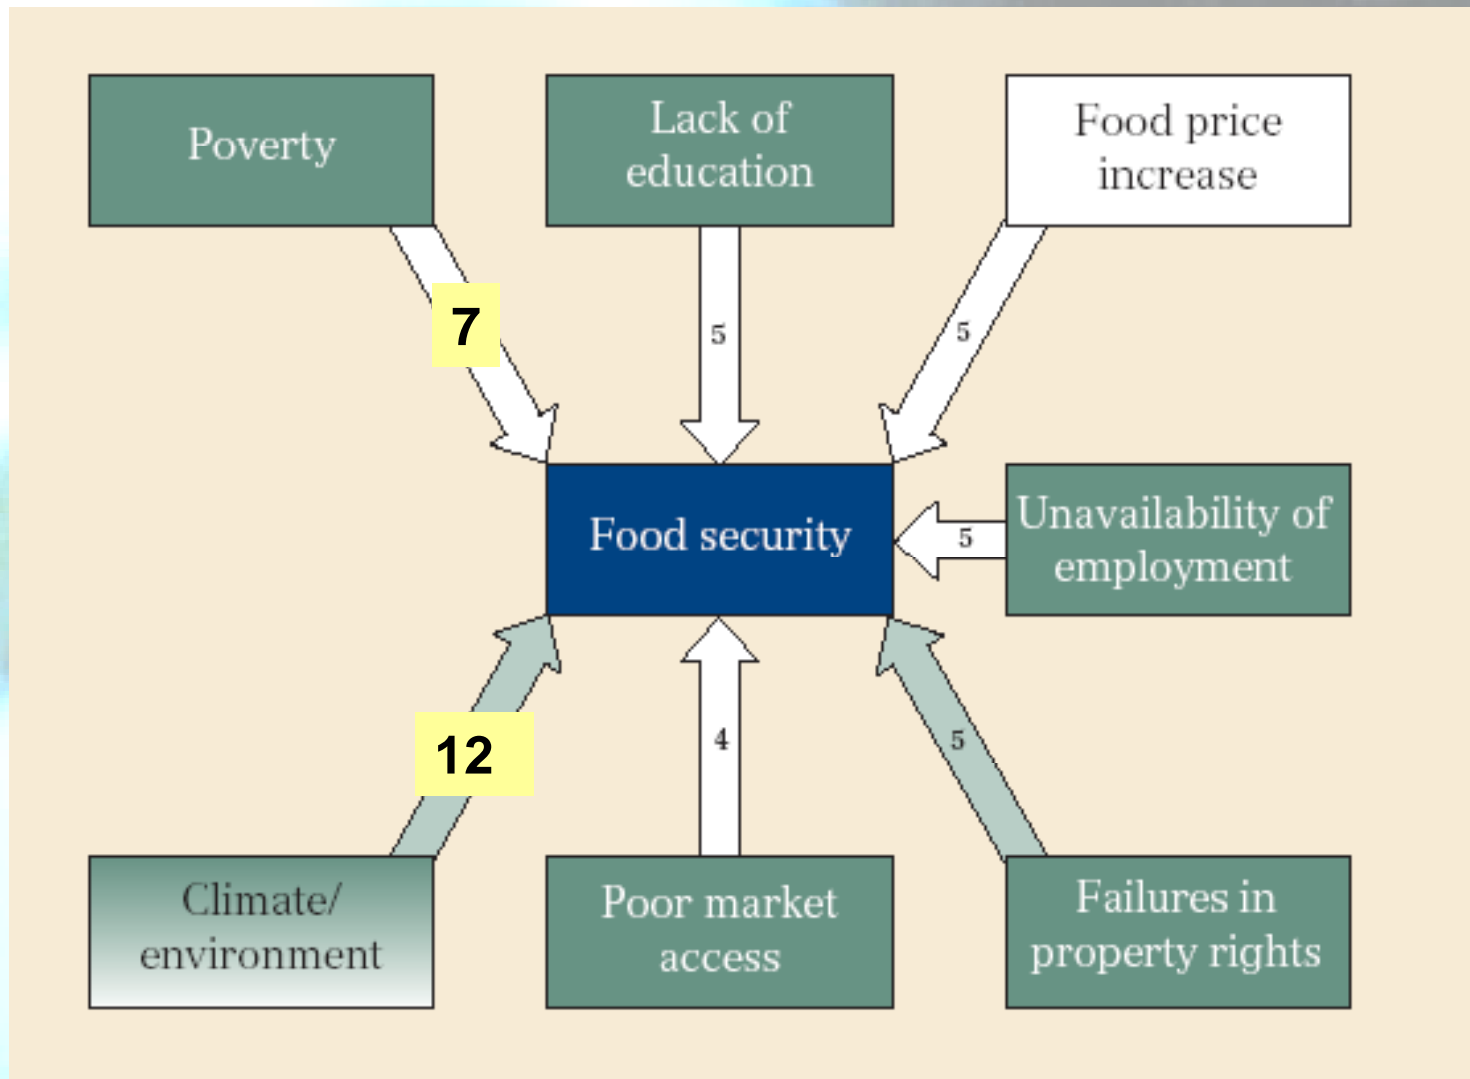 Poverty
Lack of
education
Food price
increase
7
5
5
Food security
5
Unavailability of
employment
12
4
5
Climate/
environment
Poor market
access
Failures in
property rights